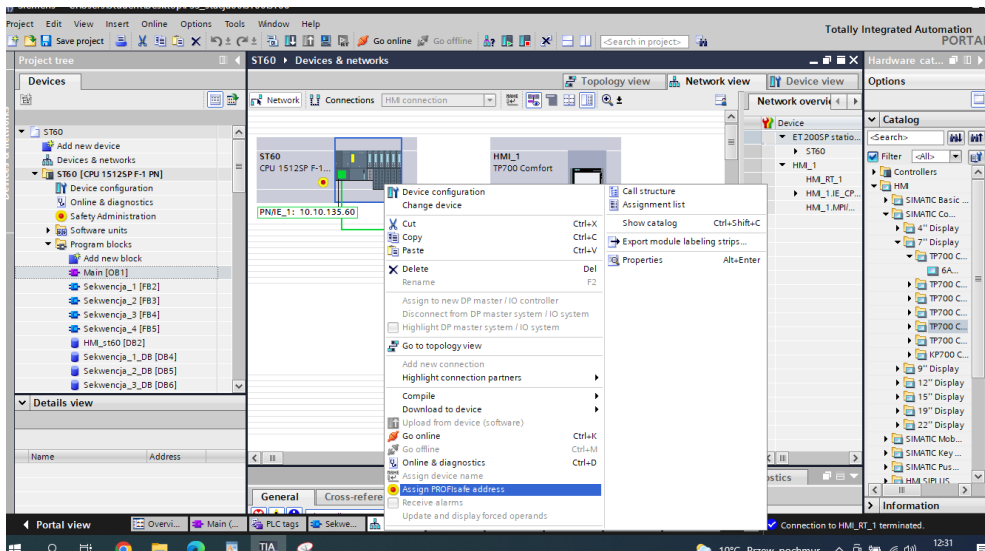 Project Edit View Insert Online Options Tools Window Help
Totally Integrated Automation
PORTAL
Save project
Go online
Go offline
<Search in project>
Project tree
ST60 ▸ Devices & networks
Hardware cat...
Devices
Topology view
Network view
Device view
Options
Network
Connections
HMI connection
Network overvi
Device
ET 200SP statio...
ST60
HMI_1
HMI_RT_1
HMI_1.IE_CP...
HMI_1.MPI/...
ST60
Add new device
Devices & networks
ST60 [CPU 1512SP F-1 PN]
Device configuration
Online & diagnostics
Safety Administration
Software units
Program blocks
Add new block
Main [OB1]
Sekwencja_1 [FB2]
Sekwencja_2 [FB3]
Sekwencja_3 [FB4]
Sekwencja_4 [FB5]
HMI_st60 [DB2]
Sekwencja_1_DB [DB4]
Sekwencja_2_DB [DB5]
Sekwencja_3_DB [DB6]
Details view
Name Address
ST60
CPU 1512SP F-1...
PN/IE_1: 10.10.135.60
HMI_1
TP700 Comfort
Device configuration
Change device
Cut Ctrl+X
Copy Ctrl+C
Paste Ctrl+V
Delete Del
Rename F2
Assign to new DP master / IO controller
Disconnect from DP master system / IO system
Highlight DP master system / IO system
Go to topology view
Add new connection
Highlight connection partners
Compile
Download to device
Upload from device (software)
Go online Ctrl+K
Go offline Ctrl+M
Online & diagnostics Ctrl+D
Assign device name
Assign PROFIsafe address
Receive alarms
Update and display forced operands
Call structure
Assignment list
Show catalog Ctrl+Shift+C
Export module labeling strips...
Properties Alt+Enter
Catalog
<Search>
Filter <All>
Controllers
HMI
SIMATIC Basic ...
SIMATIC Co...
4" Display
7" Display
TP700 C...
6A...
TP700 C...
TP700 C...
TP700 C...
TP700 C...
TP700 C...
KP700 C...
9" Display
12" Display
15" Display
19" Display
22" Display
SIMATIC Mob...
SIMATIC Key ...
SIMATIC Pus...
HMI SIPLUS
Information
General
Cross-refere
ostics
Portal view
Overvi...
Main (...
PLC tags
Sekwe...
Connection to HMI_RT_1 terminated.
TIA
10°C Przew. pochmur.
12:31